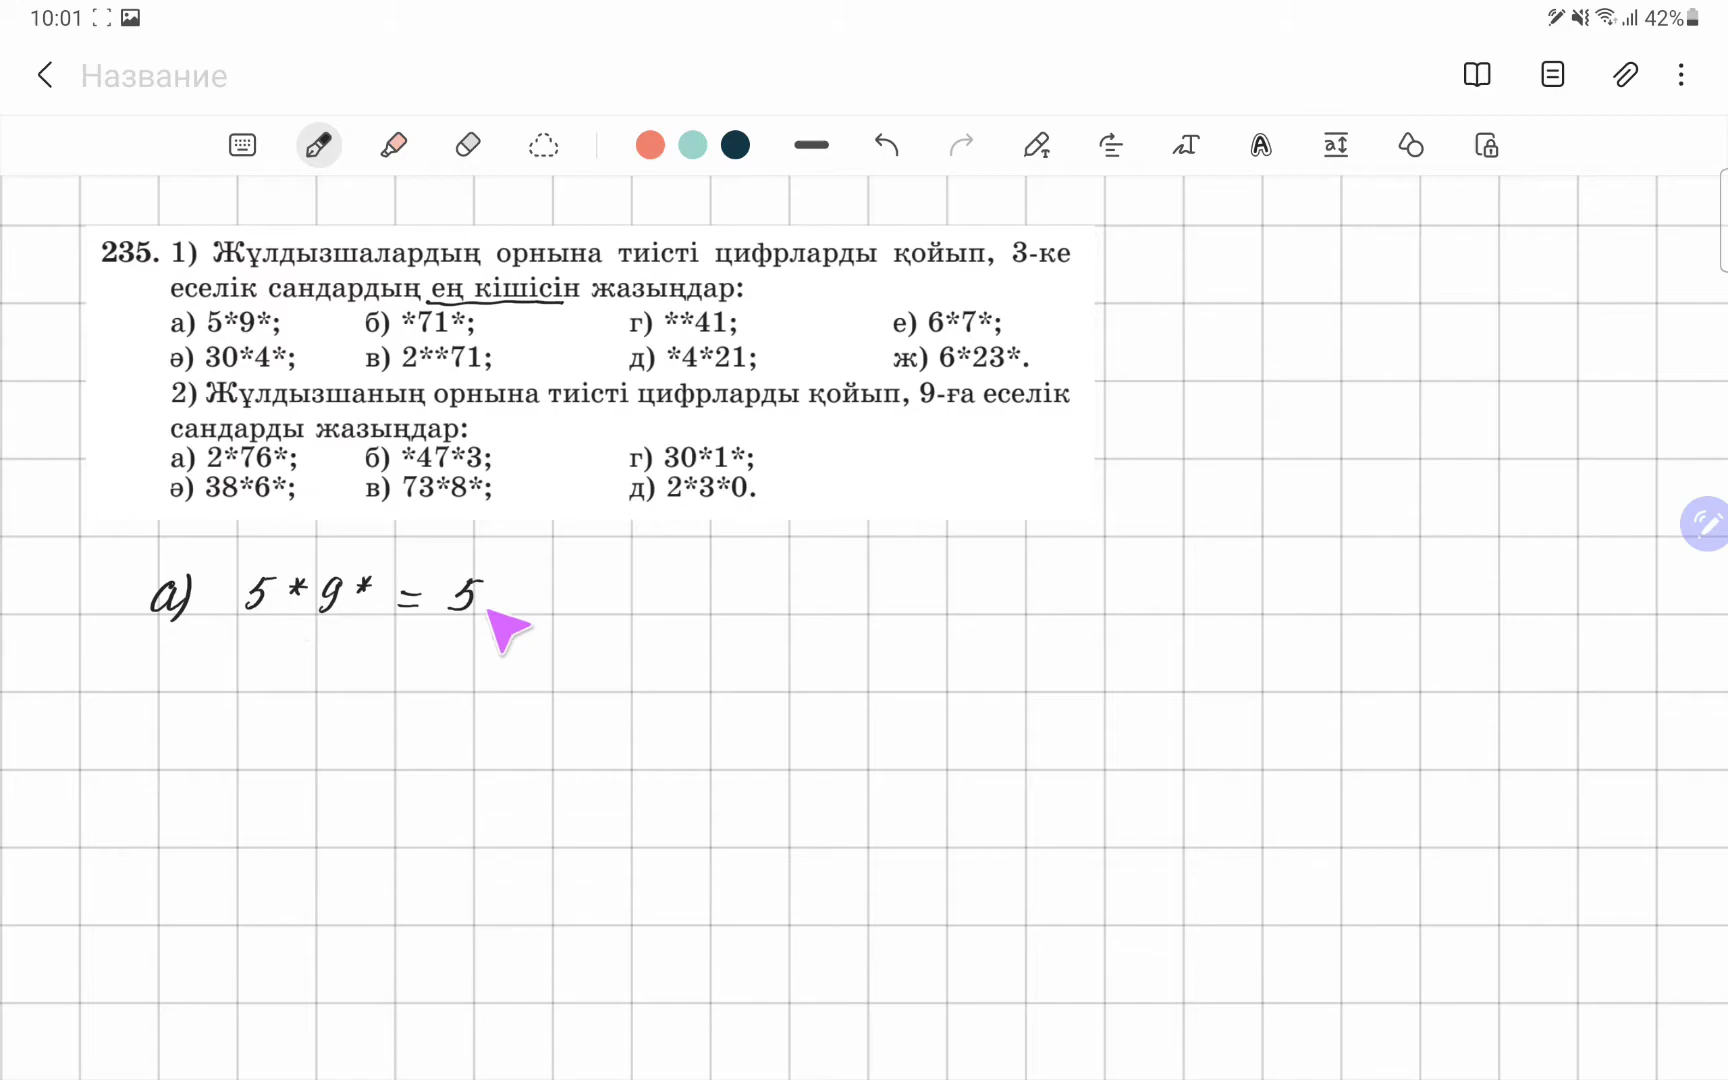 10:01
42%
Название
235. 1) Жұлдызшалардың орнына тиісті цифрларды қойып, 3-ке
еселік сандардың ең кішісін жазыңдар:
а) 5*9*; б) *71*; г) **41; е) 6*7*;
ә) 30*4*; в) 2**71; д) *4*21; ж) 6*23*.
2) Жұлдызшаның орнына тиісті цифрларды қойып, 9-ға еселік
сандарды жазыңдар:
а) 2*76*; б) *47*3; г) 30*1*;
ә) 38*6*; в) 73*8*; д) 2*3*0.
а) 5 * 9 * = 5